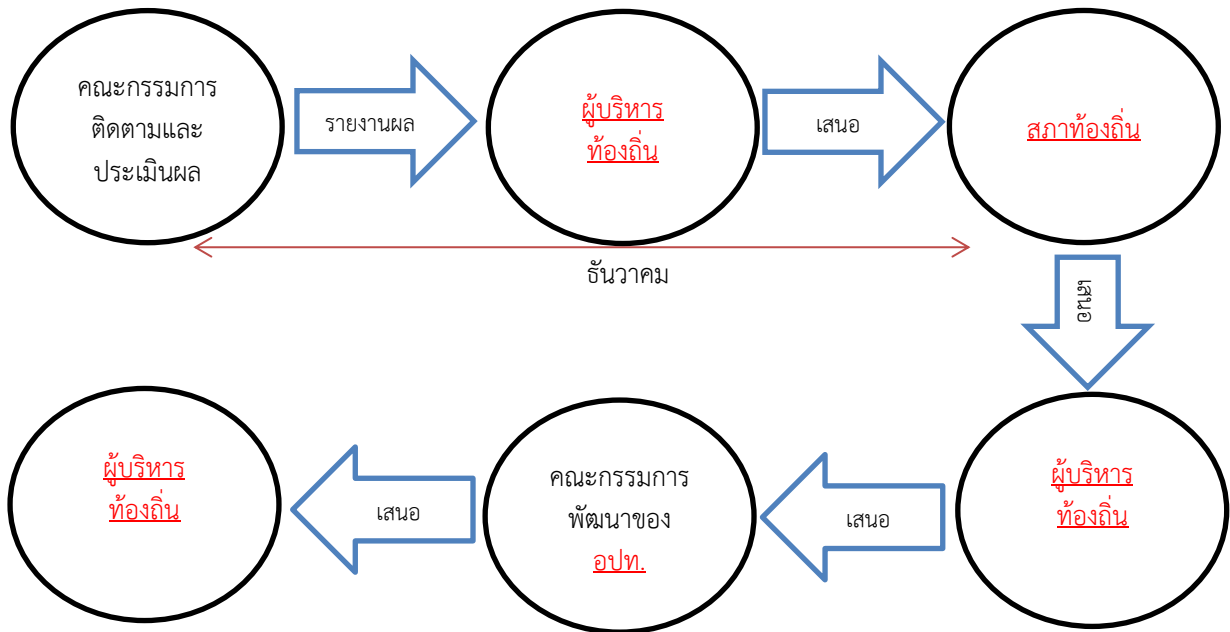 คณะกรรมการ
ติดตามและ
ประเมินผล
รายงานผล
ผู้บริหาร
ท้องถิ่น
เสนอ
สภาท้องถิ่น
ธันวาคม
เสนอ
ผู้บริหาร
ท้องถิ่น
เสนอ
คณะกรรมการ
พัฒนาของ
อปท.
เสนอ
ผู้บริหาร
ท้องถิ่น